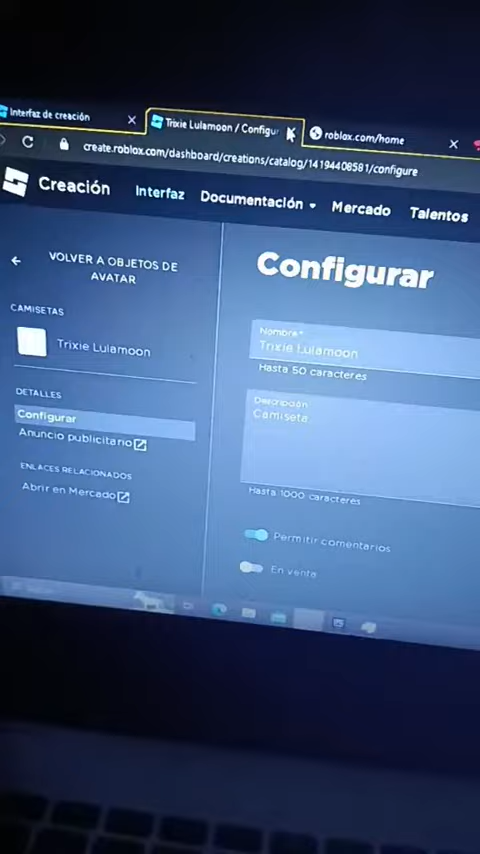 Interfaz de creación
Trixie Lulamoon / Configur
roblox.com/home
create.roblox.com/dashboard/creations/catalog/14194408581/configure
Creación
Interfaz
Documentación
Mercado
Talentos
VOLVER A OBJETOS DE
AVATAR
CAMISETAS
Trixie Lulamoon
DETALLES
Configurar
Anuncio publicitario
ENLACES RELACIONADOS
Abrir en Mercado
Configurar
Nombre*
Trixie Lulamoon
Hasta 50 caracteres
Descripción
Camiseta
Hasta 1000 caracteres
Permitir comentarios
En venta